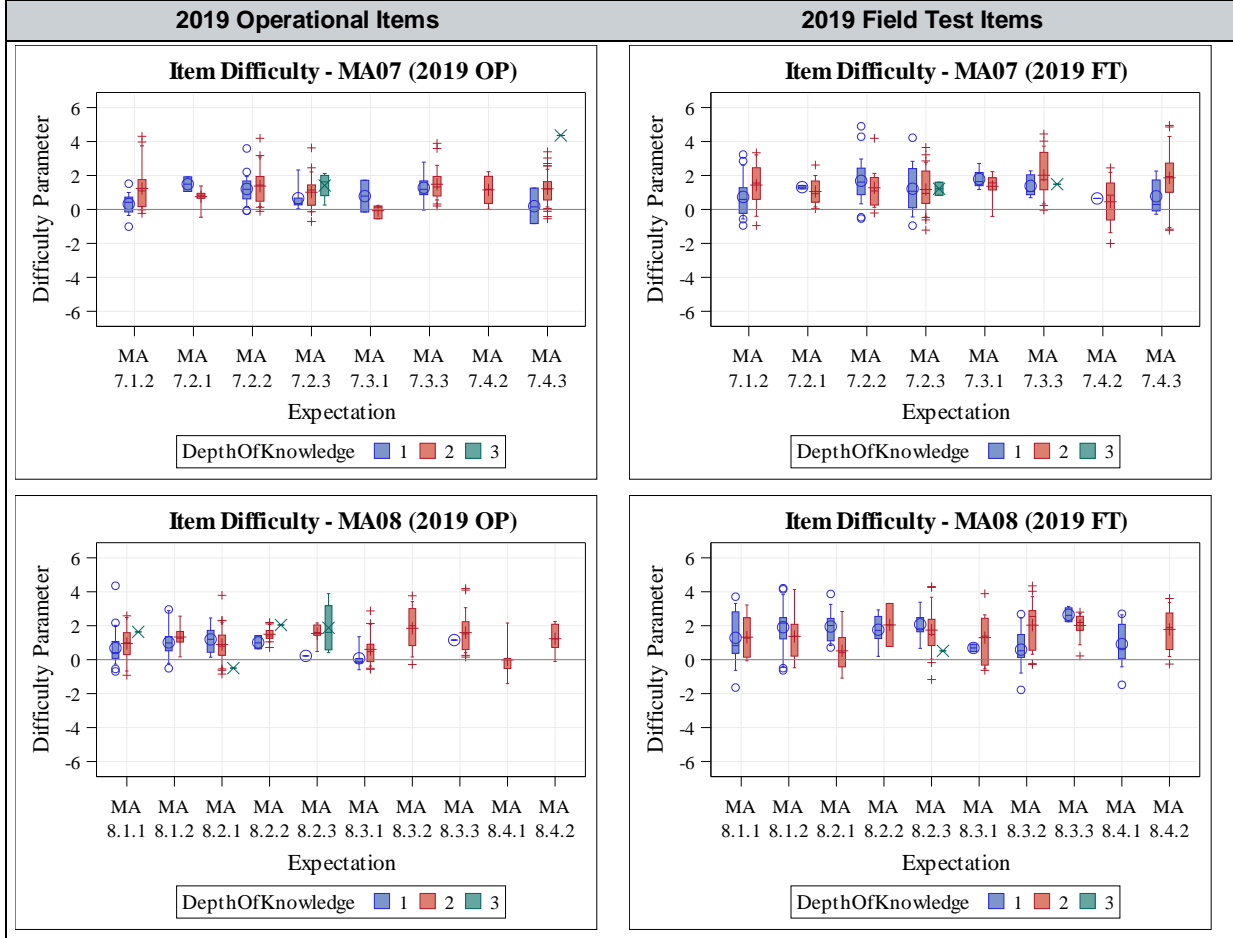 2019 Operational Items
2019 Field Test Items
Item Difficulty - MA07 (2019 OP)
Difficulty Parameter
6
4
2
0
-2
-4
-6
MA 7.1.2
MA 7.2.1
MA 7.2.2
MA 7.2.3
MA 7.3.1
MA 7.3.3
MA 7.4.2
MA 7.4.3
Expectation
DepthOfKnowledge 1 2 3
Item Difficulty - MA07 (2019 FT)
Difficulty Parameter
6
4
2
0
-2
-4
-6
MA 7.1.2
MA 7.2.1
MA 7.2.2
MA 7.2.3
MA 7.3.1
MA 7.3.3
MA 7.4.2
MA 7.4.3
Expectation
DepthOfKnowledge 1 2 3
Item Difficulty - MA08 (2019 OP)
Difficulty Parameter
6
4
2
0
-2
-4
-6
MA 8.1.1
MA 8.1.2
MA 8.2.1
MA 8.2.2
MA 8.2.3
MA 8.3.1
MA 8.3.2
MA 8.3.3
MA 8.4.1
MA 8.4.2
Expectation
DepthOfKnowledge 1 2 3
Item Difficulty - MA08 (2019 FT)
Difficulty Parameter
6
4
2
0
-2
-4
-6
MA 8.1.1
MA 8.1.2
MA 8.2.1
MA 8.2.2
MA 8.2.3
MA 8.3.1
MA 8.3.2
MA 8.3.3
MA 8.4.1
MA 8.4.2
Expectation
DepthOfKnowledge 1 2 3